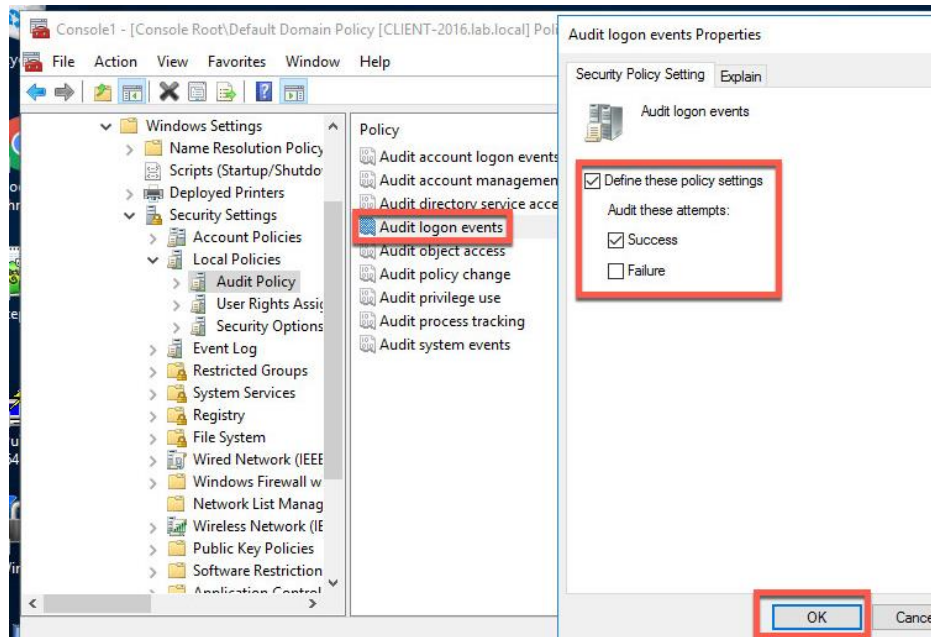 Console1 - [Console Root\Default Domain Policy [CLIENT-2016.lab.local] Poli
File Action View Favorites Window Help
Windows Settings
Name Resolution Policy
Scripts (Startup/Shutdo
Deployed Printers
Security Settings
Account Policies
Local Policies
Audit Policy
User Rights Assig
Security Options
Event Log
Restricted Groups
System Services
Registry
File System
Wired Network (IEEE
Windows Firewall w
Network List Manag
Wireless Network (IE
Public Key Policies
Software Restriction
Application Control
Policy
Audit account logon events
Audit account managemen
Audit directory service acce
Audit logon events
Audit object access
Audit policy change
Audit privilege use
Audit process tracking
Audit system events
Audit logon events Properties
Security Policy Setting Explain
Audit logon events
Define these policy settings
Audit these attempts:
Success
Failure
OK Cance